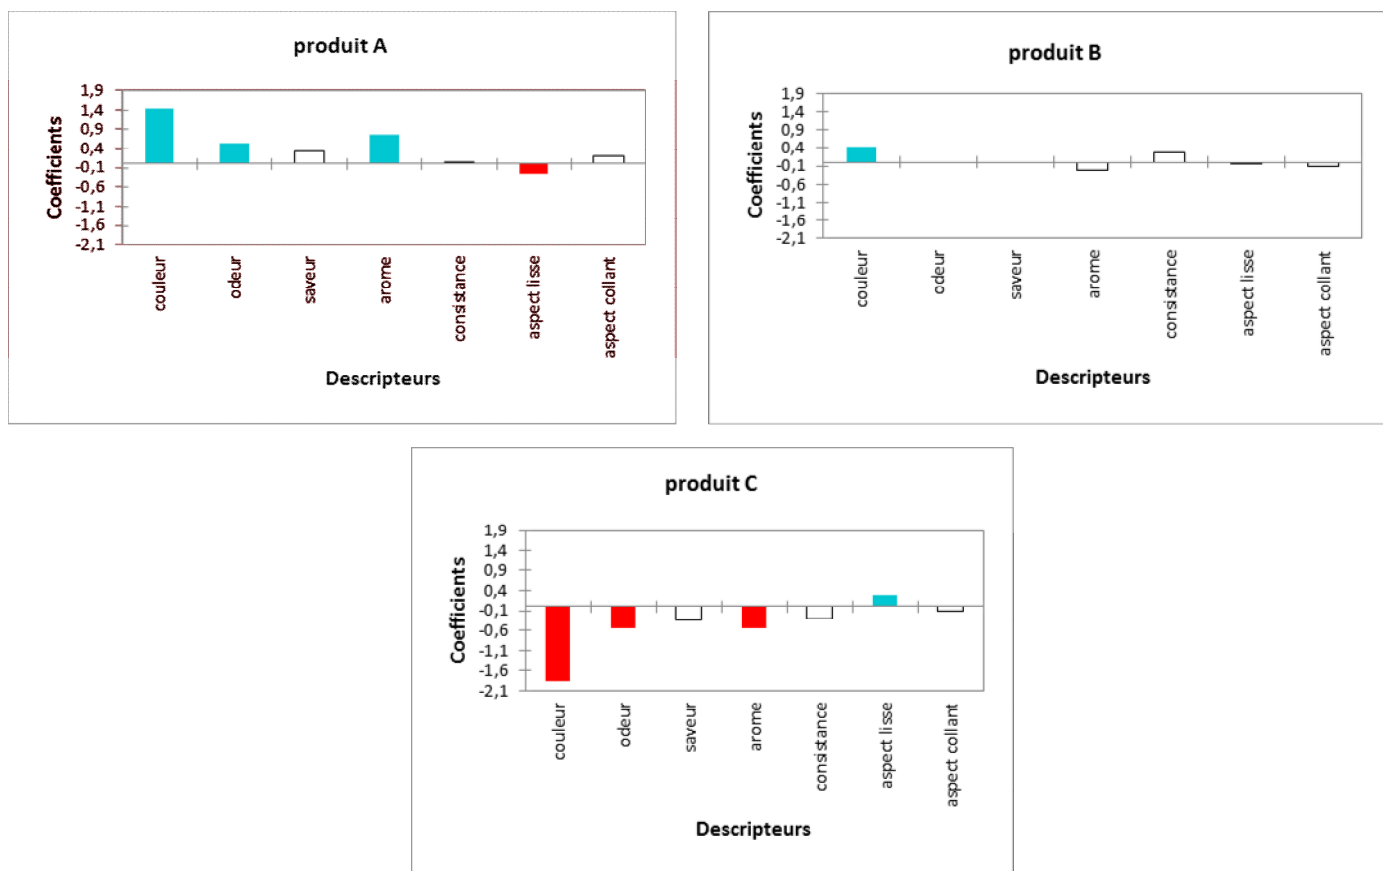 produit A
Coefficients
1,9
1,4
0,9
0,4
-0,1
-0,6
-1,1
-1,6
-2,1
couleur
odeur
saveur
arome
consistance
aspect lisse
aspect collant
Descripteurs
produit B
Coefficients
1,9
1,4
0,9
0,4
-0,1
-0,6
-1,1
-1,6
-2,1
couleur
odeur
saveur
arome
consistance
aspect lisse
aspect collant
Descripteurs
produit C
Coefficients
1,9
1,4
0,9
0,4
-0,1
-0,6
-1,1
-1,6
-2,1
couleur
odeur
saveur
arome
consistance
aspect lisse
aspect collant
Descripteurs